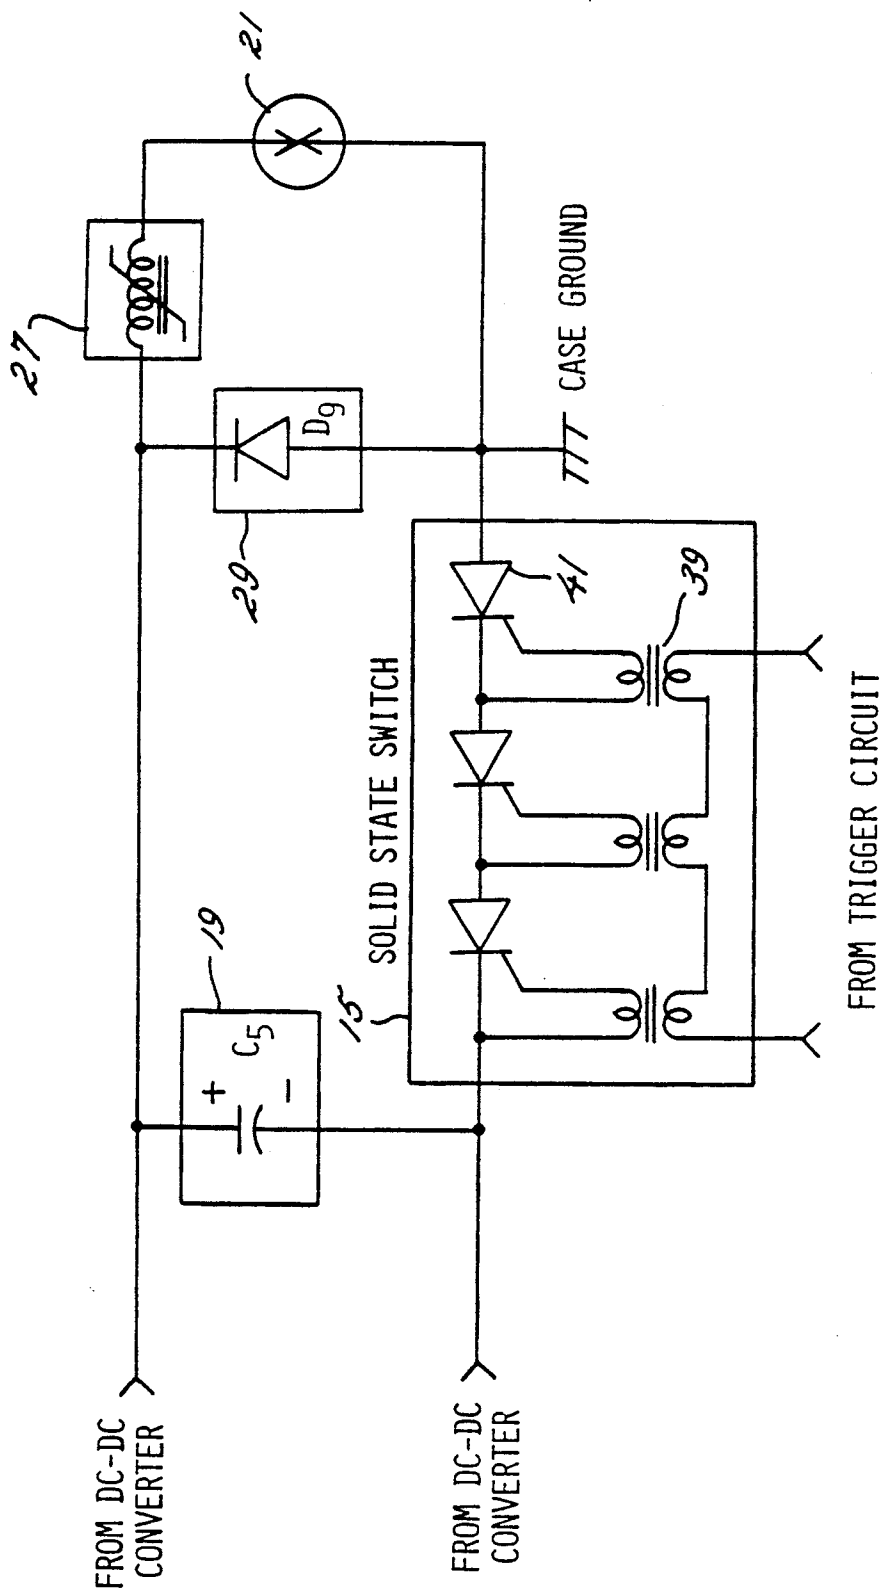 FROM DC-DC
CONVERTER
FROM DC-DC
CONVERTER
19
C5
+
−
15
SOLID STATE SWITCH
29
D9
27
21
CASE GROUND
41
39
FROM TRIGGER CIRCUIT